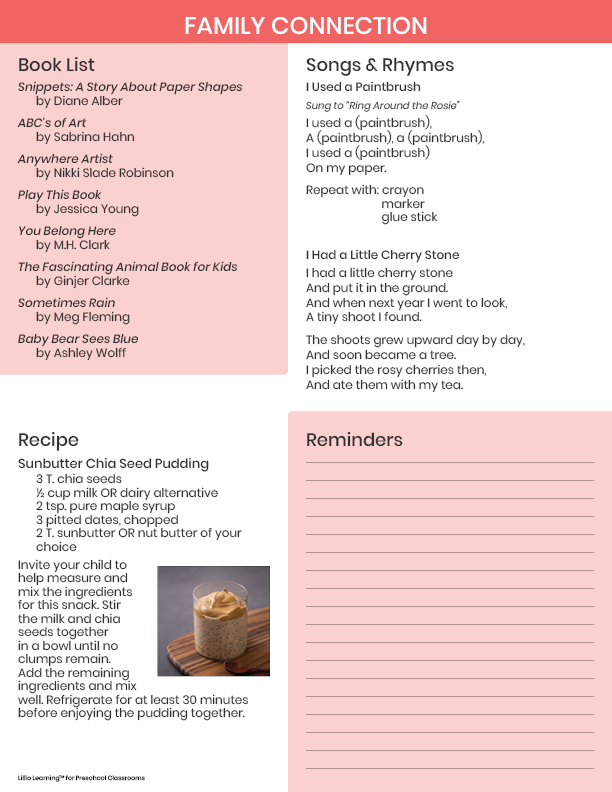 FAMILY CONNECTION
Book List
Snippets: A Story About Paper Shapes
by Diane Alber
ABC's of Art
by Sabrina Hahn
Anywhere Artist
by Nikki Slade Robinson
Play This Book
by Jessica Young
You Belong Here
by M.H. Clark
The Fascinating Animal Book for Kids
by Ginjer Clarke
Sometimes Rain
by Meg Fleming
Baby Bear Sees Blue
by Ashley Wolff
Songs & Rhymes
I Used a Paintbrush
Sung to "Ring Around the Rosie"
I used a (paintbrush),
A (paintbrush), a (paintbrush),
I used a (paintbrush)
On my paper.
Repeat with: crayon
marker
glue stick
I Had a Little Cherry Stone
I had a little cherry stone
And put it in the ground.
And when next year I went to look,
A tiny shoot I found.
The shoots grew upward day by day,
And soon became a tree.
I picked the rosy cherries then,
And ate them with my tea.
Recipe
Sunbutter Chia Seed Pudding
3 T. chia seeds
½ cup milk OR dairy alternative
2 tsp. pure maple syrup
3 pitted dates, chopped
2 T. sunbutter OR nut butter of your
choice
Invite your child to
help measure and
mix the ingredients
for this snack. Stir
the milk and chia
seeds together
in a bowl until no
clumps remain.
Add the remaining
ingredients and mix
well. Refrigerate for at least 30 minutes
before enjoying the pudding together.
Reminders
Lillio Learning™ for Preschool Classrooms